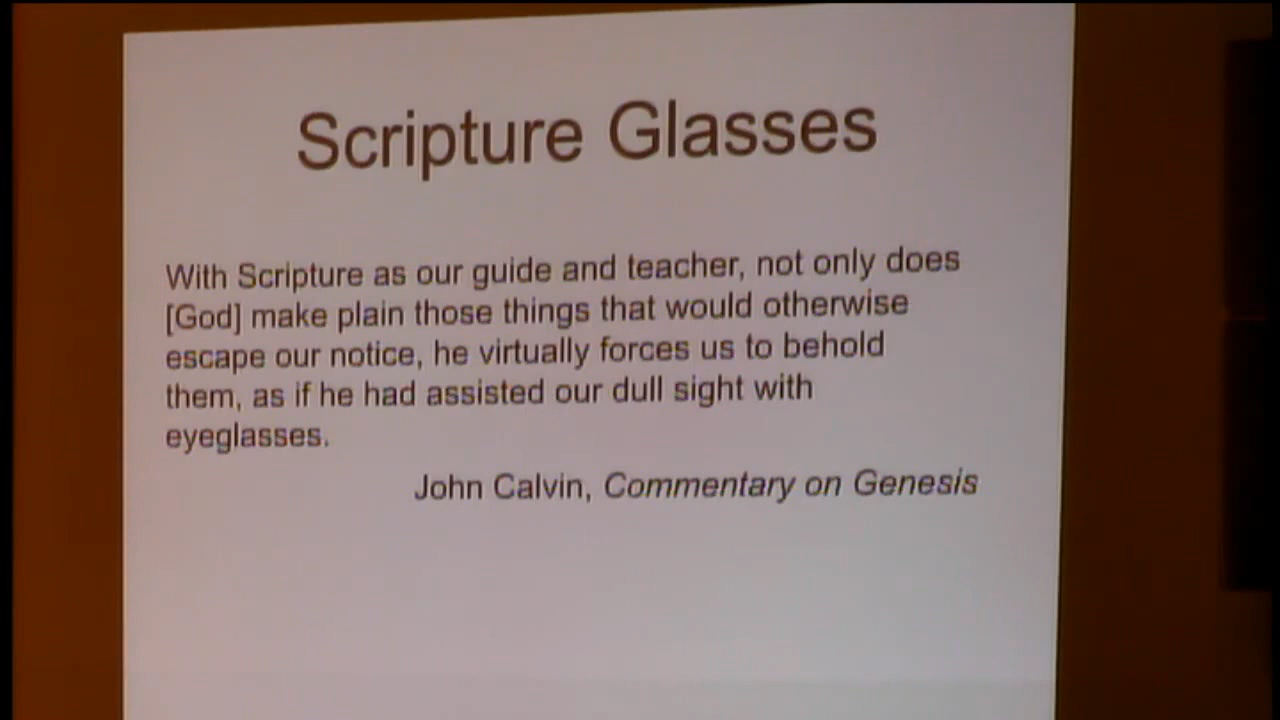 Scripture Glasses
With Scripture as our guide and teacher, not only does
[God] make plain those things that would otherwise
escape our notice, he virtually forces us to behold
them, as if he had assisted our dull sight with
eyeglasses.
John Calvin, Commentary on Genesis